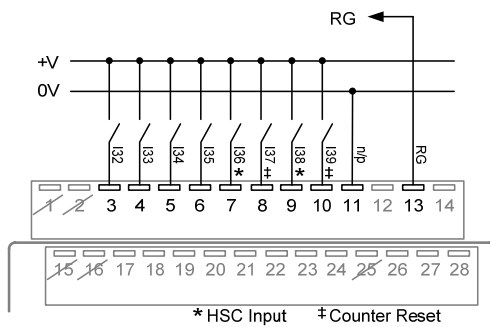 RG
+V
0V
I32 I33 I34 I35 I36 * I37 ‡ I38 * I39 ‡ n/p RG
1 2 3 4 5 6 7 8 9 10 11 12 13 14
15 16 17 18 19 20 21 22 23 24 25 26 27 28
* HSC Input ‡ Counter Reset